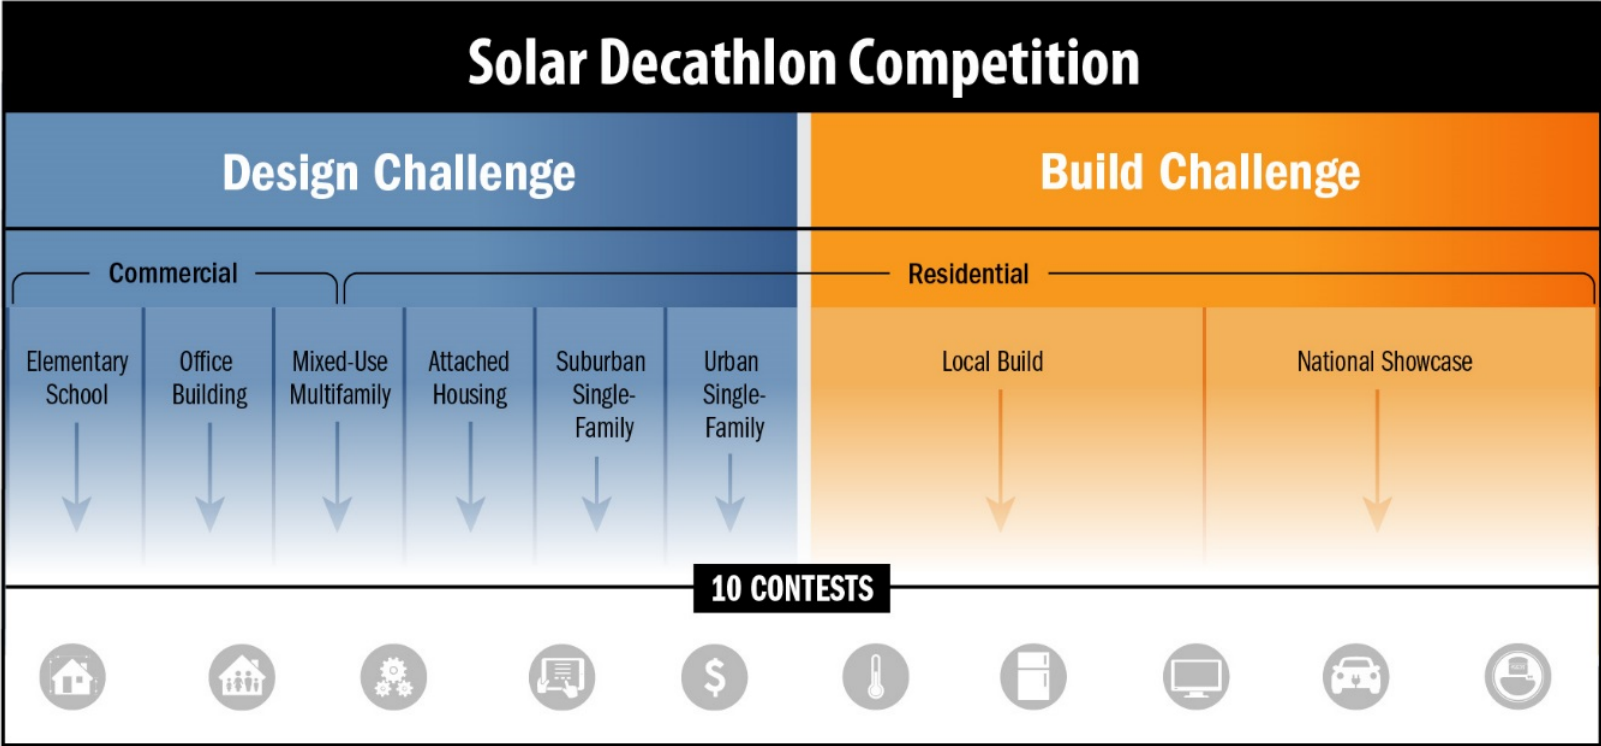 Solar Decathlon Competition
Design Challenge
Build Challenge
Commercial
Residential
Elementary
School
Office
Building
Mixed-Use
Multifamily
Attached
Housing
Suburban
Single-
Family
Urban
Single-
Family
Local Build
National Showcase
10 CONTESTS
$